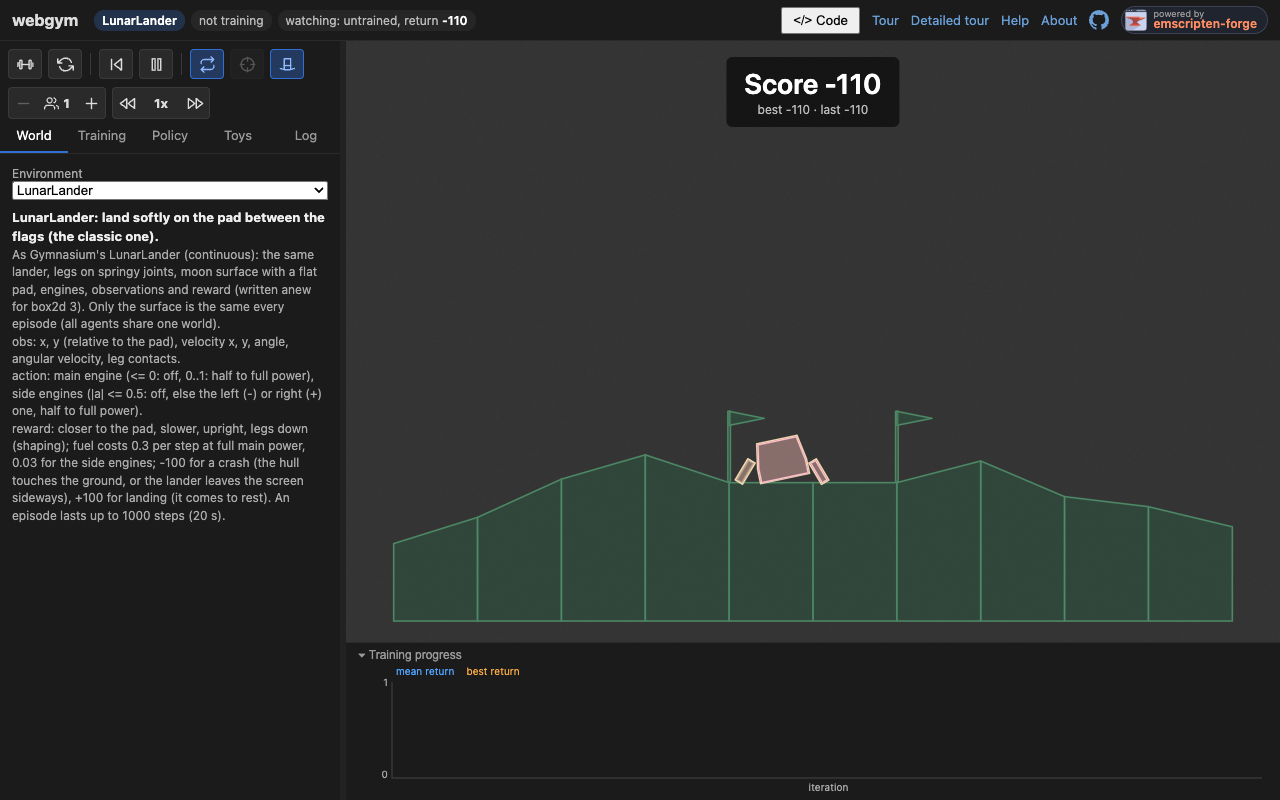 webgym
LunarLander
not training
watching: untrained, return -110
</> Code
Tour
Detailed tour
Help
About
powered by
emscripten-forge
1
1x
World
Training
Policy
Toys
Log
Environment
LunarLander
LunarLander: land softly on the pad between the
flags (the classic one).
As Gymnasium's LunarLander (continuous): the same
lander, legs on springy joints, moon surface with a flat
pad, engines, observations and reward (written anew
for box2d 3). Only the surface is the same every
episode (all agents share one world).
obs: x, y (relative to the pad), velocity x, y, angle,
angular velocity, leg contacts.
action: main engine (<= 0: off, 0..1: half to full power),
side engines (|a| <= 0.5: off, else the left (-) or right (+)
one, half to full power).
reward: closer to the pad, slower, upright, legs down
(shaping); fuel costs 0.3 per step at full main power,
0.03 for the side engines; -100 for a crash (the hull
touches the ground, or the lander leaves the screen
sideways), +100 for landing (it comes to rest). An
episode lasts up to 1000 steps (20 s).
Score -110
best -110 · last -110
Training progress
mean return
best return
1
0
iteration